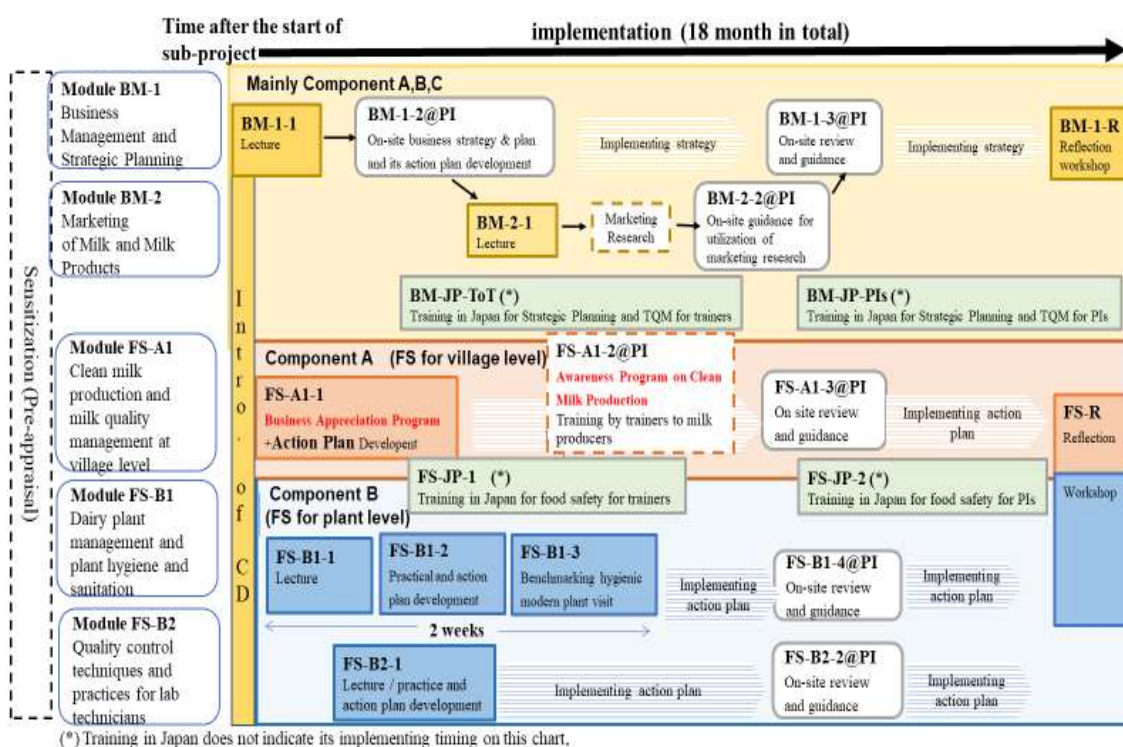 Time after the start of
sub-project
implementation (18 month in total)
Sensitization (Pre-appraisal)
Module BM-1
Business
Management and
Strategic Planning
Module BM-2
Marketing
of Milk and Milk
Products
Module FS-A1
Clean milk
production and
milk quality
management at
village level
Module FS-B1
Dairy plant
management and
plant hygiene and
sanitation
Module FS-B2
Quality control
techniques and
practices for lab
technicians
Intro. of CD
Mainly Component A,B,C
BM-1-1
Lecture
BM-1-2@PI
On-site business strategy & plan
and its action plan development
Implementing strategy
BM-1-3@PI
On-site review
and guidance
Implementing strategy
BM-1-R
Reflection
workshop
BM-2-1
Lecture
Marketing
Research
BM-2-2@PI
On-site guidance for
utilization of
marketing research
BM-JP-ToT (*)
Training in Japan for Strategic Planning and TQM for trainers
BM-JP-PIs (*)
Training in Japan for Strategic Planning and TQM for PIs
Component A (FS for village level)
FS-A1-1
Business Appreciation Program
+Action Plan Developent
FS-A1-2@PI
Awareness Program on Clean
Milk Production
Training by trainers to milk
producers
FS-A1-3@PI
On site review
and guidance
Implementing action
plan
FS-R
Reflection
Workshop
FS-JP-1 (*)
Training in Japan for food safety for trainers
FS-JP-2 (*)
Training in Japan for food safety for PIs
Component B
(FS for plant level)
FS-B1-1
Lecture
FS-B1-2
Practical and action
plan development
FS-B1-3
Benchmarking hygienic
modern plant visit
Implementing
action plan
FS-B1-4@PI
On-site review
and guidance
Implementing
action plan
2 weeks
FS-B2-1
Lecture / practice and
action plan development
Implementing action plan
FS-B2-2@PI
On-site review
and guidance
Implementing
action plan
(*) Training in Japan does not indicate its implementing timing on this chart.